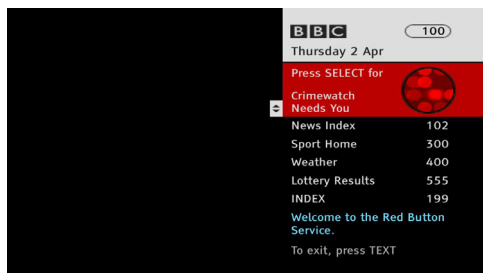 BBC 100
Thursday 2 Apr
Press SELECT for
Crimewatch
Needs You
News Index 102
Sport Home 300
Weather 400
Lottery Results 555
INDEX 199
Welcome to the Red Button
Service.
To exit, press TEXT